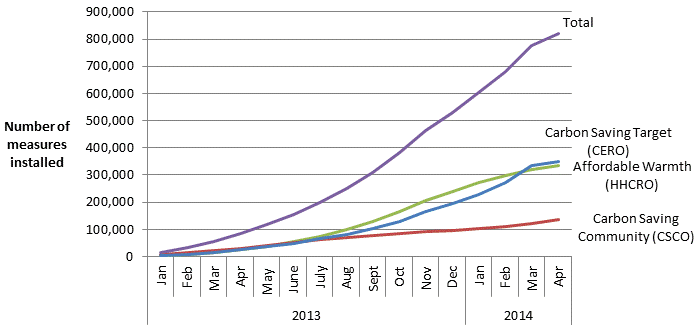 900,000
800,000
700,000
600,000
500,000
400,000
300,000
200,000
100,000
0
Number of
measures
installed
Total
Carbon Saving Target
(CERO)
Affordable Warmth
(HHCRO)
Carbon Saving
Community (CSCO)
Jan
Feb
Mar
Apr
May
June
July
Aug
Sept
Oct
Nov
Dec
Jan
Feb
Mar
Apr
2013
2014